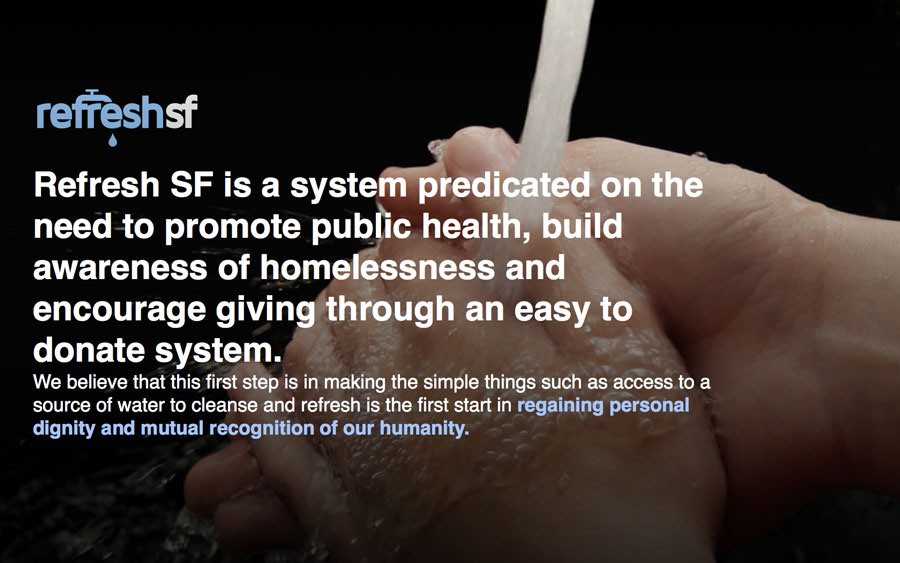 refreshsf
Refresh SF is a system predicated on the
need to promote public health, build
awareness of homelessness and
encourage giving through an easy to
donate system.
We believe that this first step is in making the simple things such as access to a
source of water to cleanse and refresh is the first start in regaining personal
dignity and mutual recognition of our humanity.